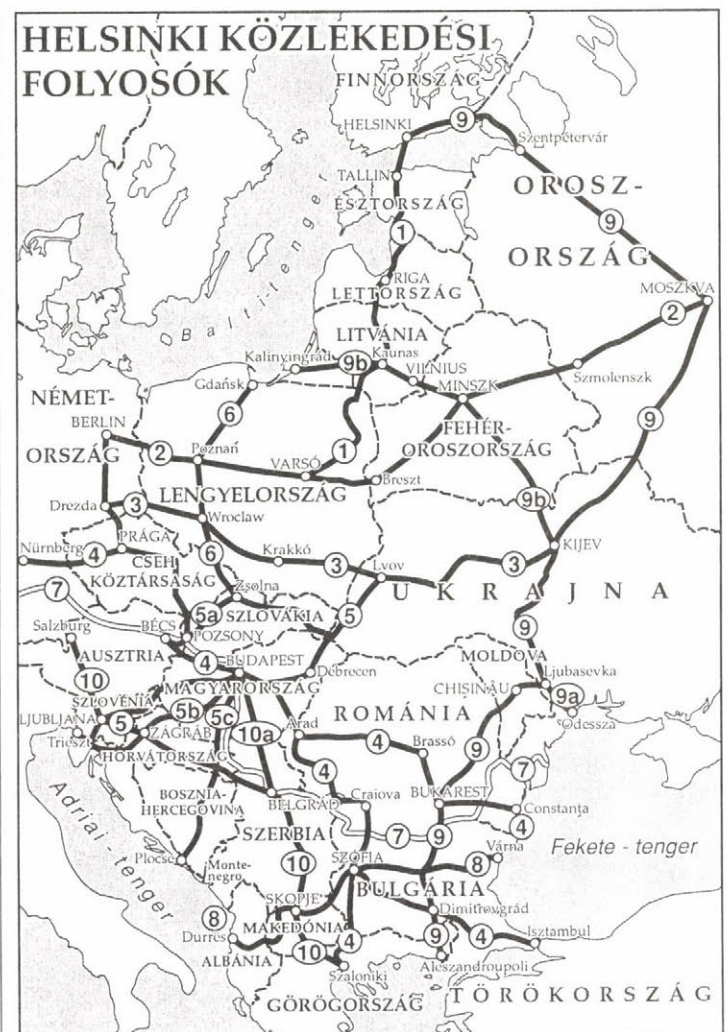 HELSINKI KÖZLEKEDÉSI
FOLYOSÓK
FINNORSZÁG
HELSINKI
9
Szentpétervár
TALLIN
OROSZ-
ÉSZTORSZÁG
9
1
ORSZÁG
RIGA
LETTORSZÁG
MOSZKVA
Balti-tenger
2
LITVÁNIA
Kalinyingrád
9b
Kaunas
VILNIUS
Szmolenszk
Gdańsk
MINSZK
NÉMET-
6
9
BERLIN
FEHÉR-
OROSZORSZÁG
ORSZÁG
2
Poznań
1
VARSÓ
Breszt
LENGYELORSZÁG
9b
Drezda
3
Wroclaw
PRÁGA
KIJEV
Nürnberg
4
CSEH
KÖZTÁRSASÁG
6
Krakkó
3
Lvov
3
7
Zsolna
UKRAJNA
5a
SZLOVÁKIA
5
Salzburg
BÉCS
POZSONY
9
AUSZTRIA
4
BUDAPEST
Debrecen
MOLDOVA
Ljubasevka
10
MAGYARORSZÁG
CHISINĂU
9a
SZLOVÉNIA
5b
5c
ROMÁNIA
Odessza
LJUBLJANA
5
ZÁGRÁB
10a
Arad
4
Brassó
9
Trieszt
HORVÁTORSZÁG
4
7
BOSZNIA-
HERCEGOVINA
BELGRÁD
Craiova
BUKAREST
Constanţa
4
Adriai-tenger
SZERBIA
7
9
Várna
Fekete - tenger
Plocse
Monte-
negro
10
SZÓFIA
8
BULGÁRIA
SKOPJE
Dimitrovgrád
8
MAKEDÓNIA
4
9
4
Isztambul
Durres
10
ALBÁNIA
Szaloniki
Aleszandroupoli
GÖRÖGORSZÁG
TÖRÖKORSZÁG